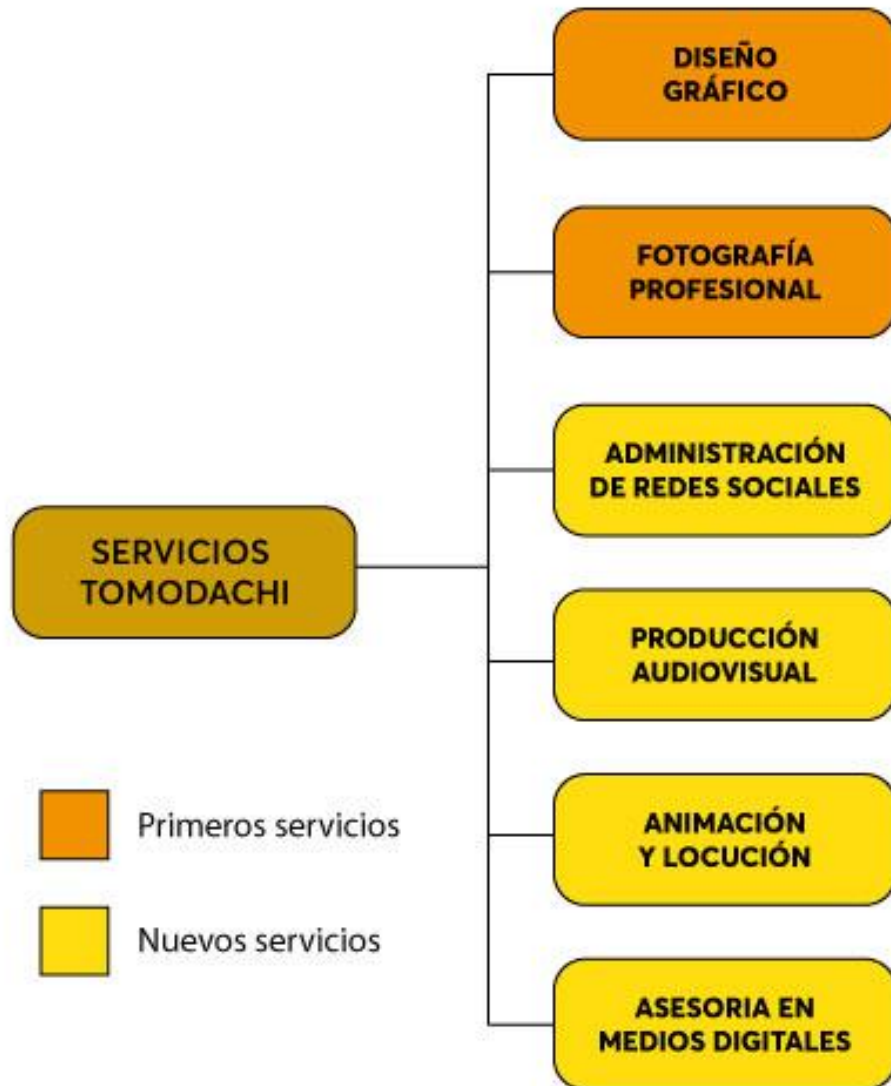 DISEÑO
GRÁFICO
FOTOGRAFÍA
PROFESIONAL
ADMINISTRACIÓN
DE REDES SOCIALES
SERVICIOS
TOMODACHI
PRODUCCIÓN
AUDIOVISUAL
Primeros servicios
ANIMACIÓN
Y LOCUCIÓN
Nuevos servicios
ASESORIA EN
MEDIOS DIGITALES